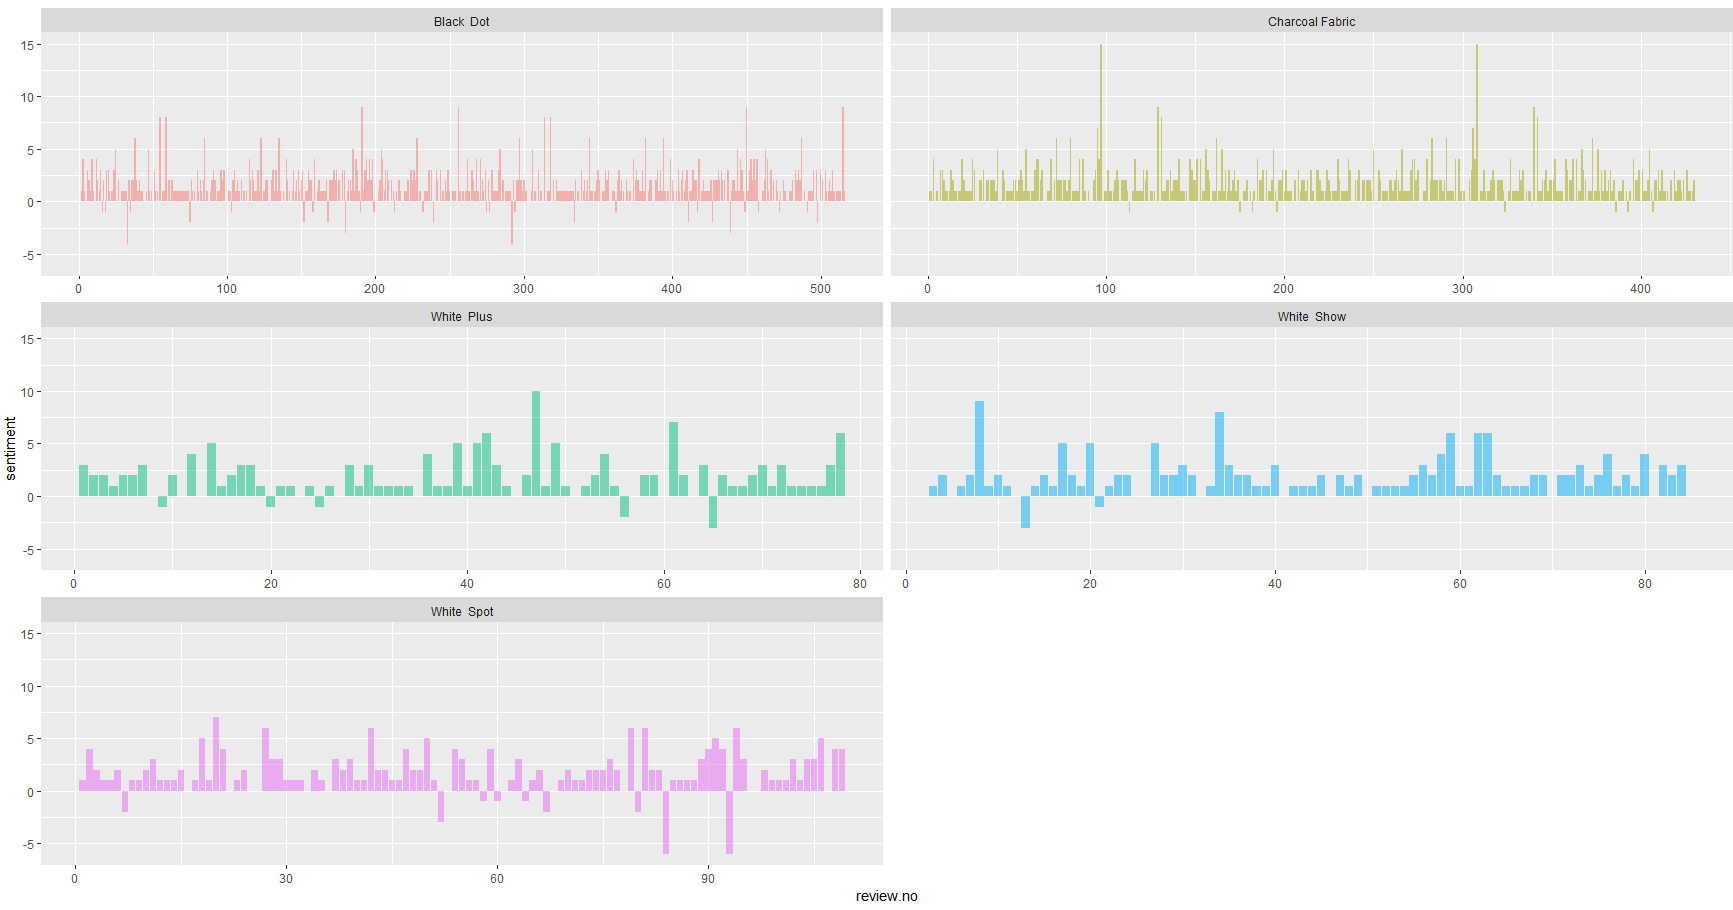 Black Dot
Charcoal Fabric
15
10
5
0
-5
0 100 200 300 400 500
0 100 200 300 400
White Plus
White Show
15
10
5
0
-5
0 20 40 60 80
0 20 40 60 80
sentiment
White Spot
15
10
5
0
-5
0 30 60 90
review.no